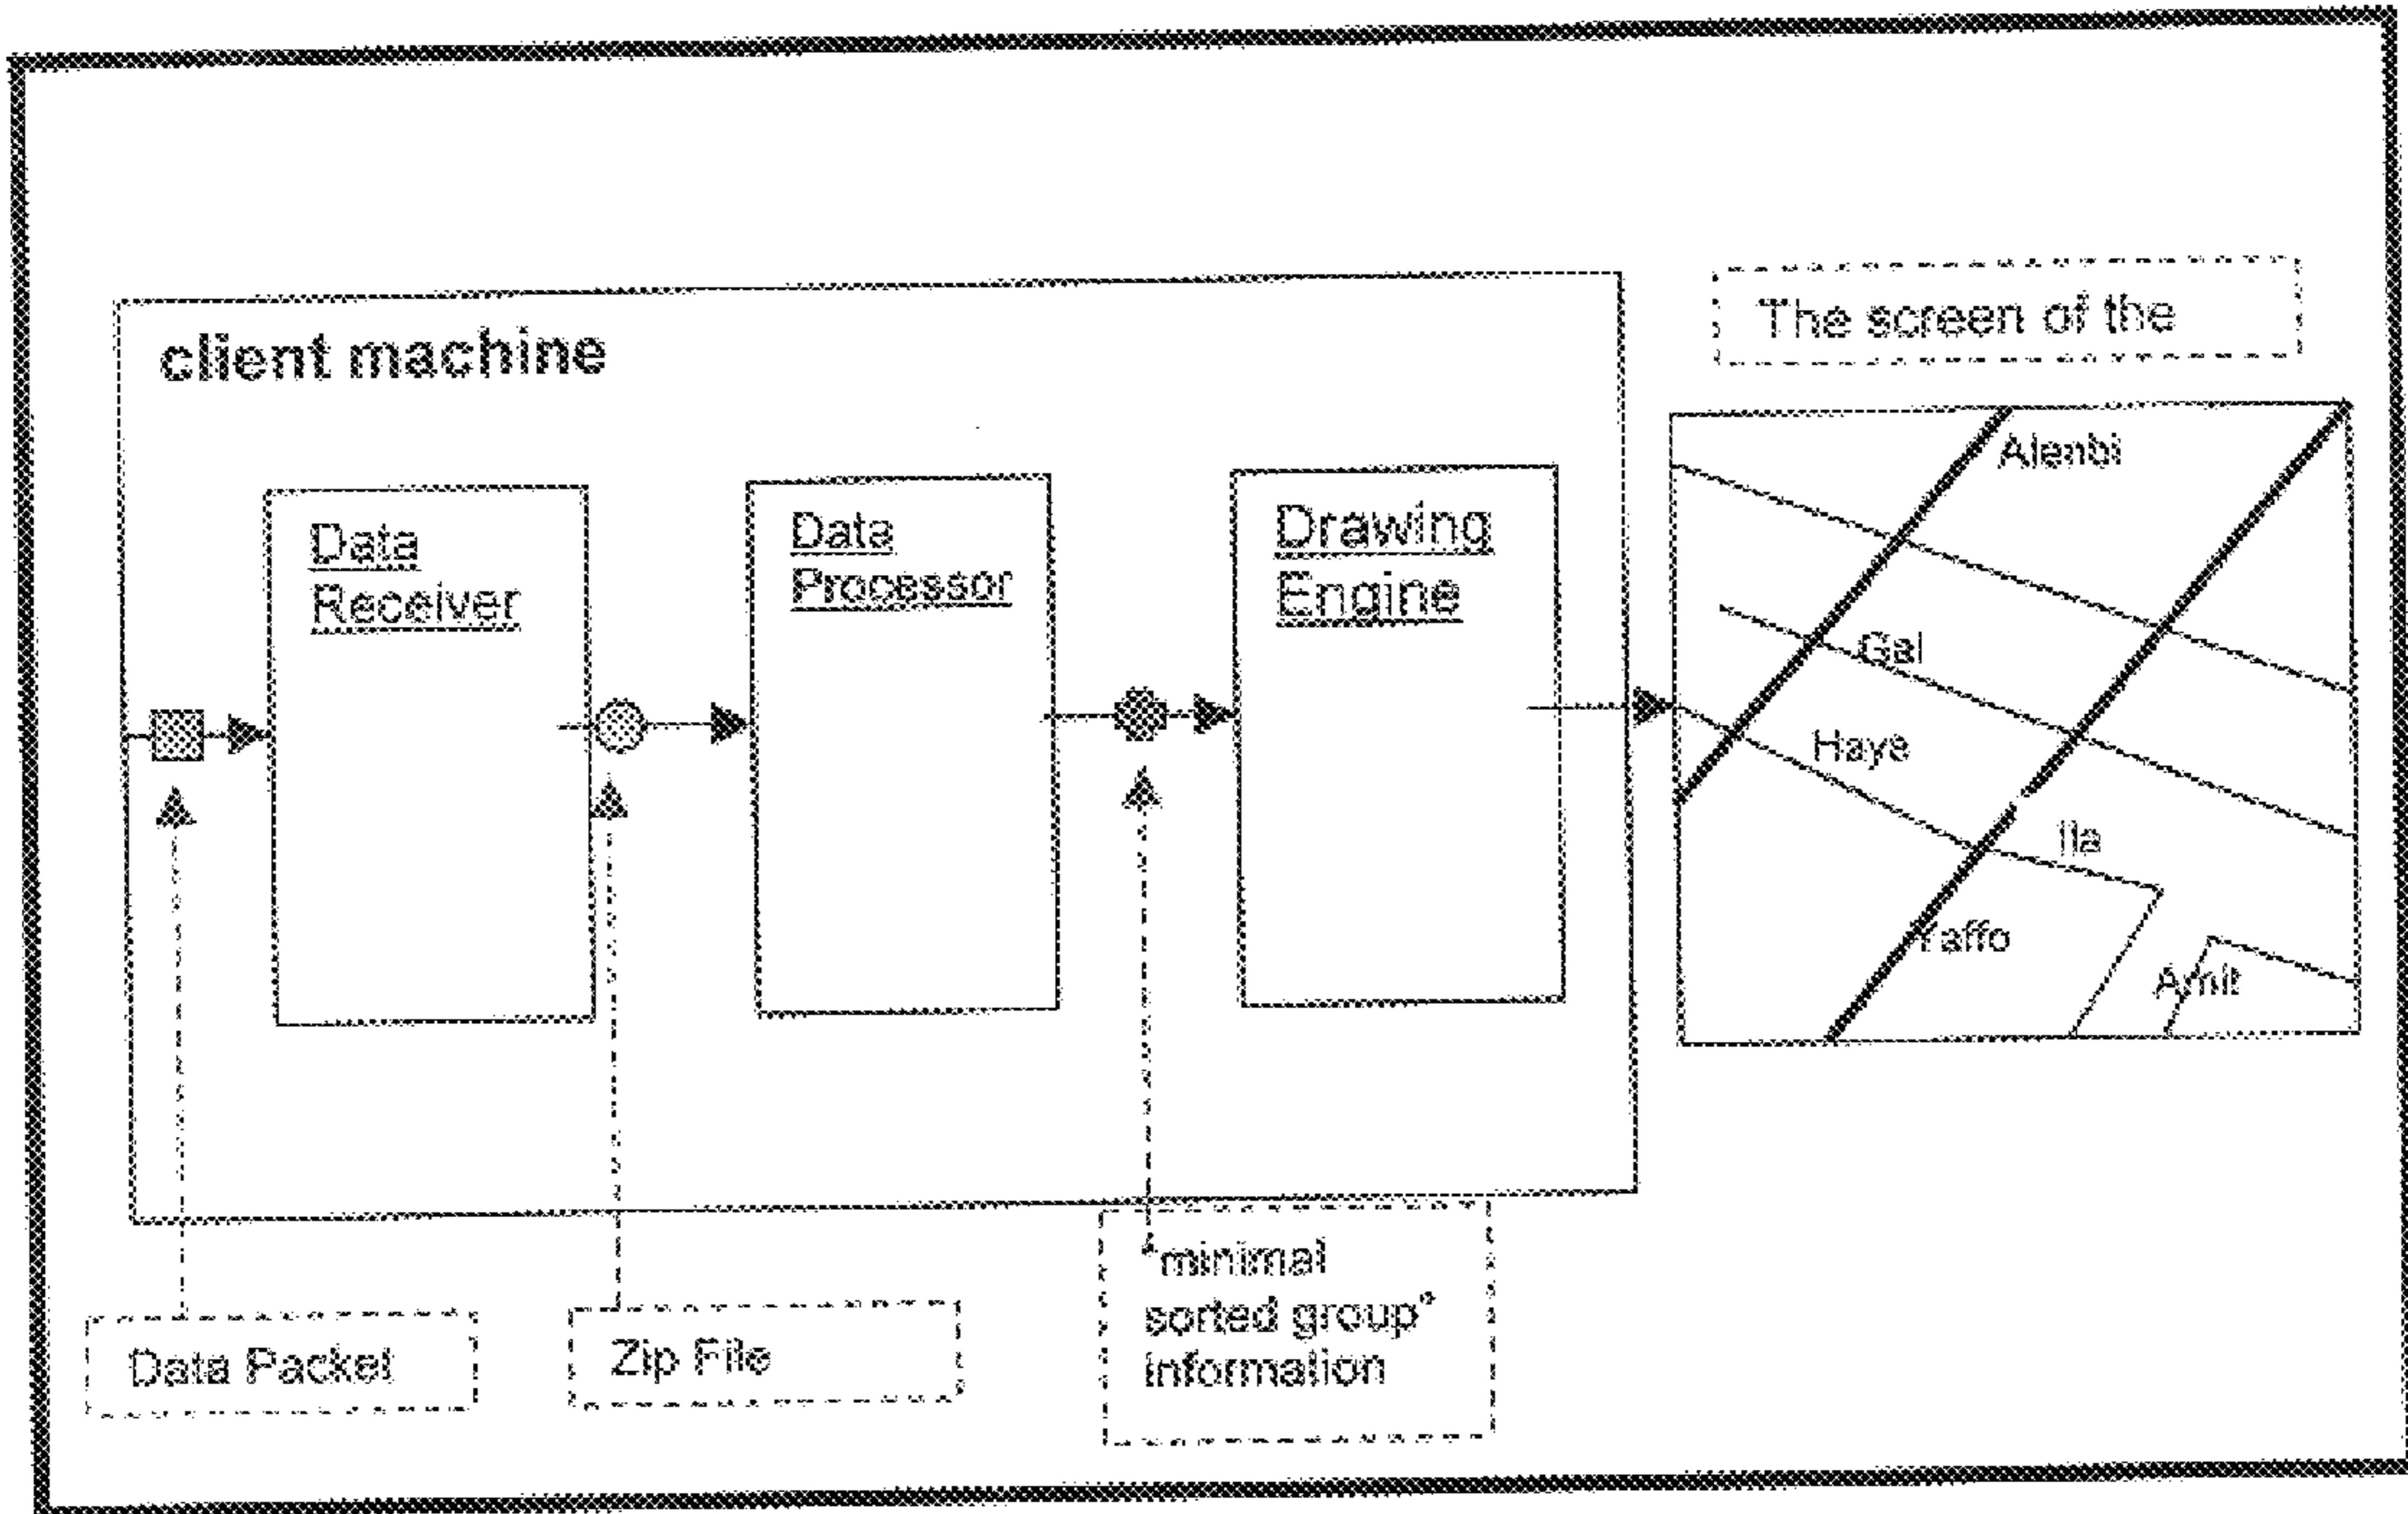 The screen of the
client machine
Data
Receiver
Data
Processor
Drawing
Engine
Alenbi
Gal
Haye
Ila
Yaffo
Amit
Data Packet
Zip File
"minimal
sorted group"
information